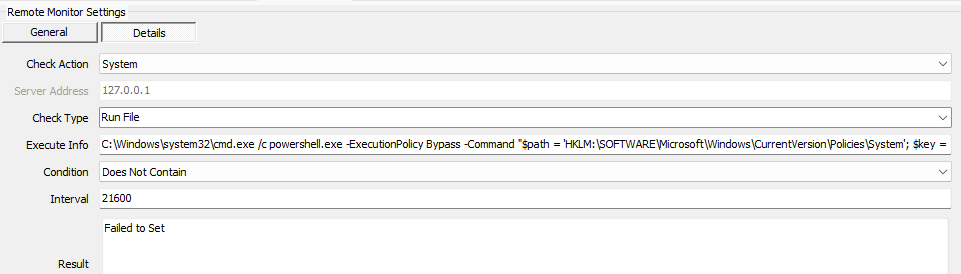 Remote Monitor Settings
General Details
Check Action System
Server Address 127.0.0.1
Check Type Run File
Execute Info C:\Windows\system32\cmd.exe /c powershell.exe -ExecutionPolicy Bypass -Command "$path = 'HKLM:\SOFTWARE\Microsoft\Windows\CurrentVersion\Policies\System'; $key =
Condition Does Not Contain
Interval 21600
Failed to Set
Result